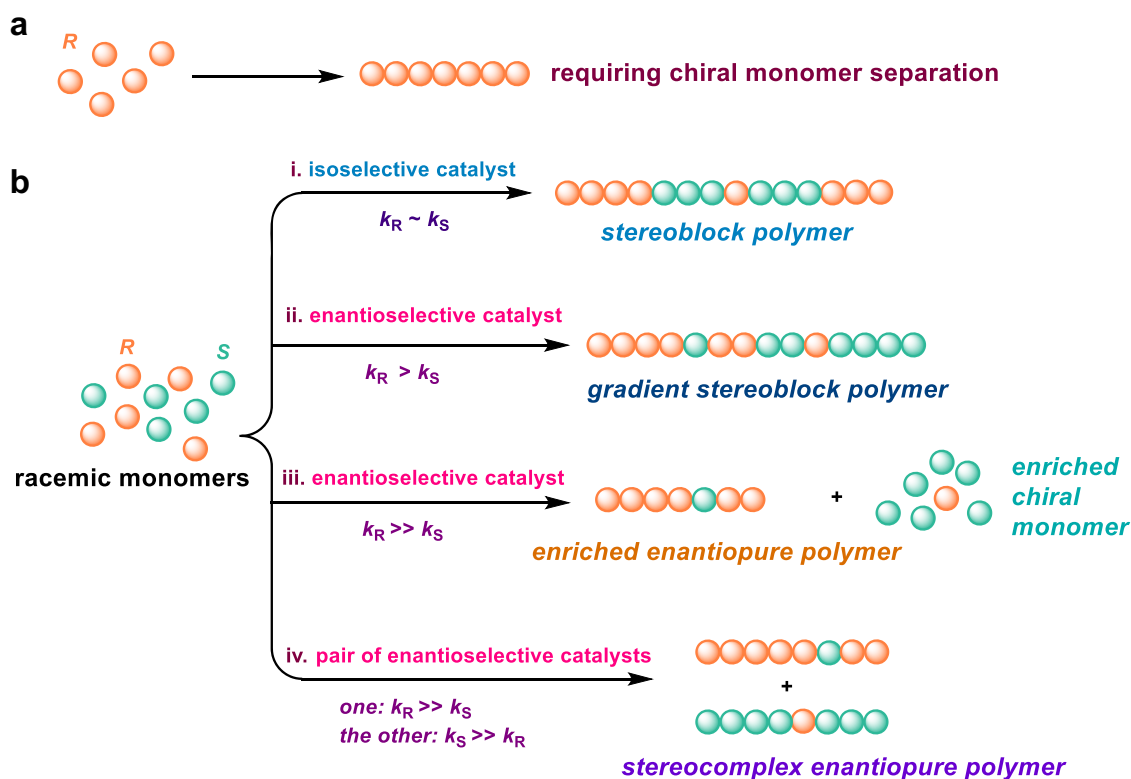 a
R
requiring chiral monomer separation
b
i. isoselective catalyst
kR ~ kS
stereoblock polymer
ii. enantioselective catalyst
kR > kS
gradient stereoblock polymer
R S
racemic monomers
iii. enantioselective catalyst
kR >> kS
+
enriched enantiopure polymer
enriched
chiral
monomer
iv. pair of enantioselective catalysts
one: kR >> kS
the other: kS >> kR
+
stereocomplex enantiopure polymer